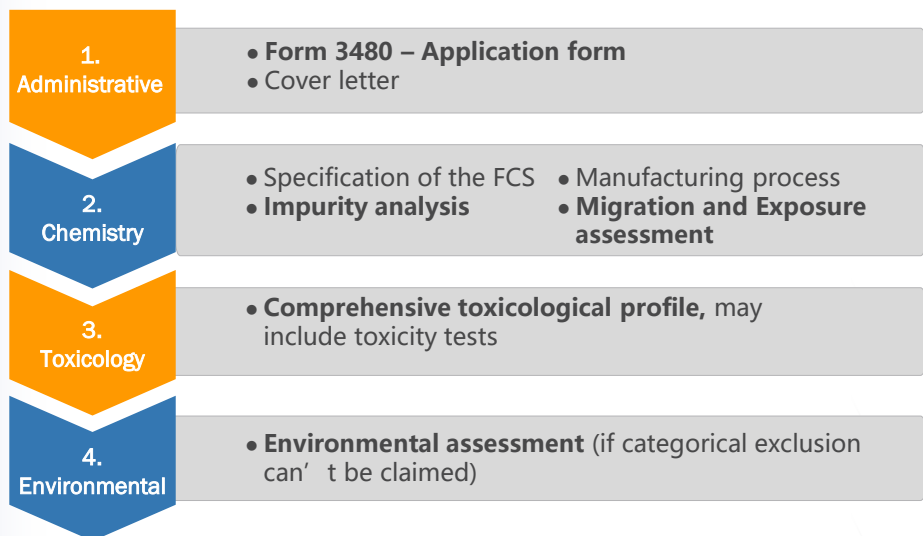 1.
Administrative
• Form 3480 – Application form
• Cover letter
2.
Chemistry
• Specification of the FCS
• Impurity analysis
• Manufacturing process
• Migration and Exposure
assessment
3.
Toxicology
• Comprehensive toxicological profile, may
include toxicity tests
4.
Environmental
• Environmental assessment (if categorical exclusion
can’ t be claimed)